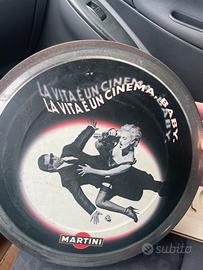 LA VITA È UN CINEMA, BABY.
LA VITA È UN CINEMA, BABY.
MARTINI
subito